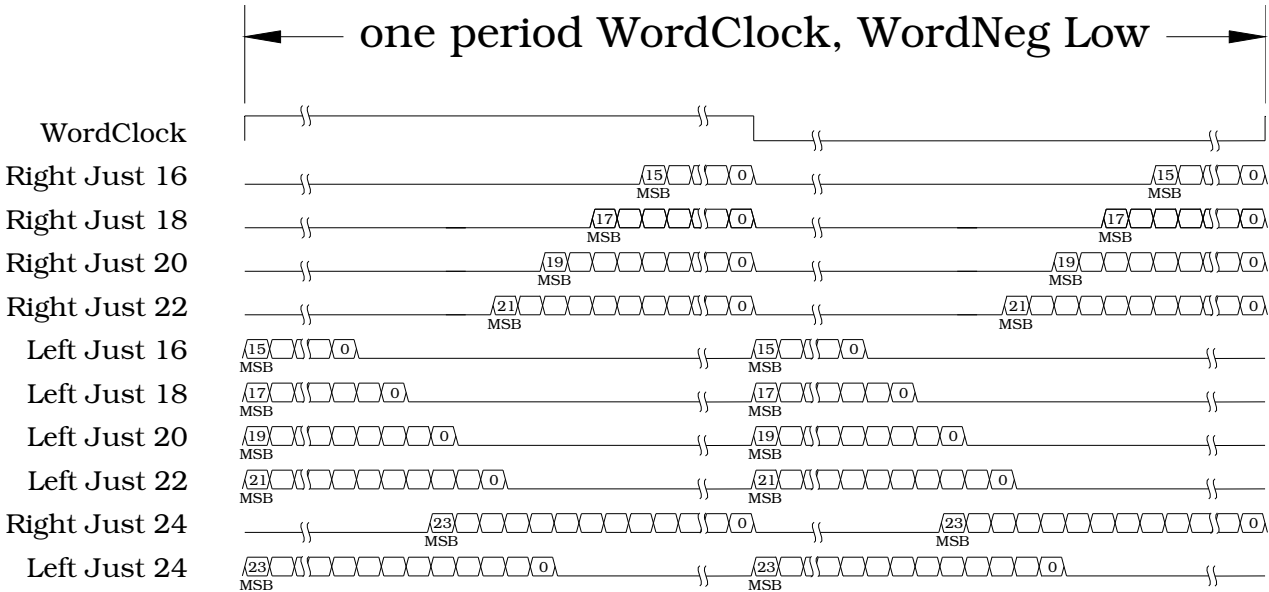 one period WordClock, WordNeg Low
WordClock
Right Just 16 15 0 15 0
MSB MSB
Right Just 18 17 0 17 0
MSB MSB
Right Just 20 19 0 19 0
MSB MSB
Right Just 22 21 0 21 0
MSB MSB
Left Just 16 15 0 15 0
MSB MSB
Left Just 18 17 0 17 0
MSB MSB
Left Just 20 19 0 19 0
MSB MSB
Left Just 22 21 0 21 0
MSB MSB
Right Just 24 23 0 23 0
MSB MSB
Left Just 24 23 0 23 0
MSB MSB